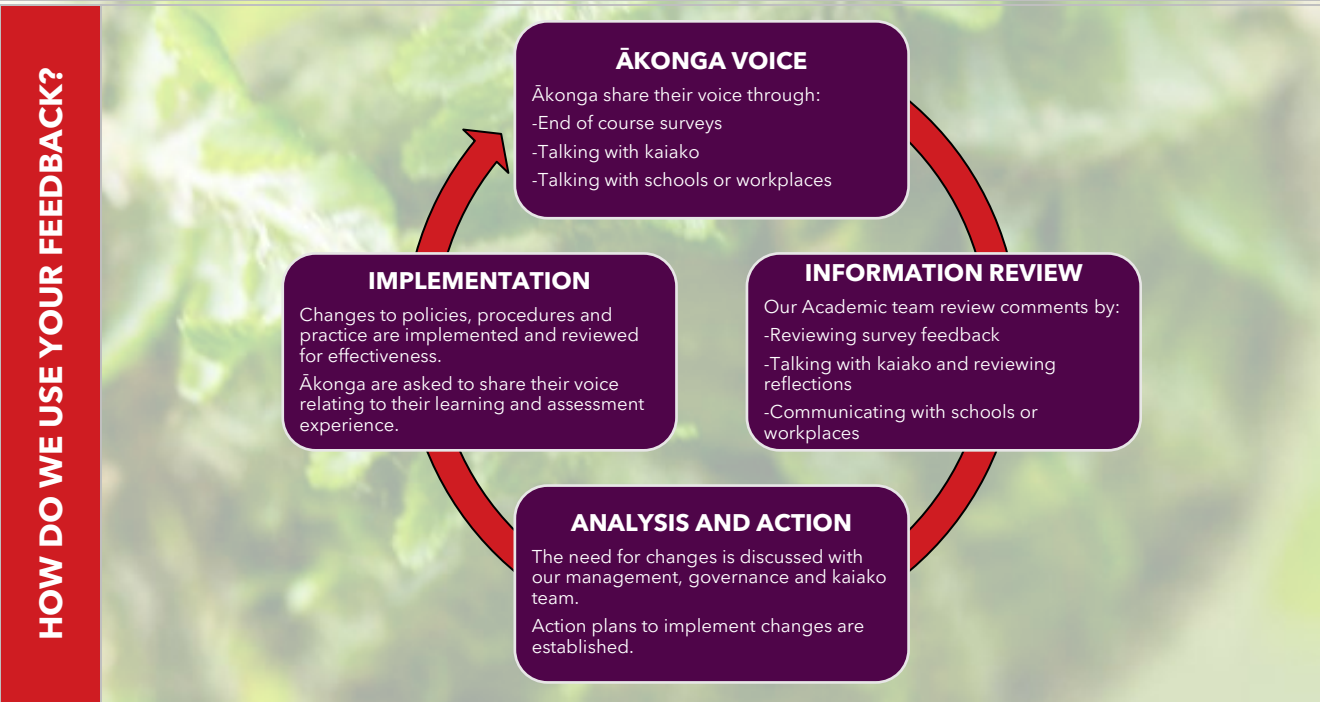 HOW DO WE USE YOUR FEEDBACK?
ĀKONGA VOICE
Ākonga share their voice through:
-End of course surveys
-Talking with kaiako
-Talking with schools or workplaces
INFORMATION REVIEW
Our Academic team review comments by:
-Reviewing survey feedback
-Talking with kaiako and reviewing
reflections
-Communicating with schools or
workplaces
ANALYSIS AND ACTION
The need for changes is discussed with
our management, governance and kaiako
team.
Action plans to implement changes are
established.
IMPLEMENTATION
Changes to policies, procedures and
practice are implemented and reviewed
for effectiveness.
Ākonga are asked to share their voice
relating to their learning and assessment
experience.